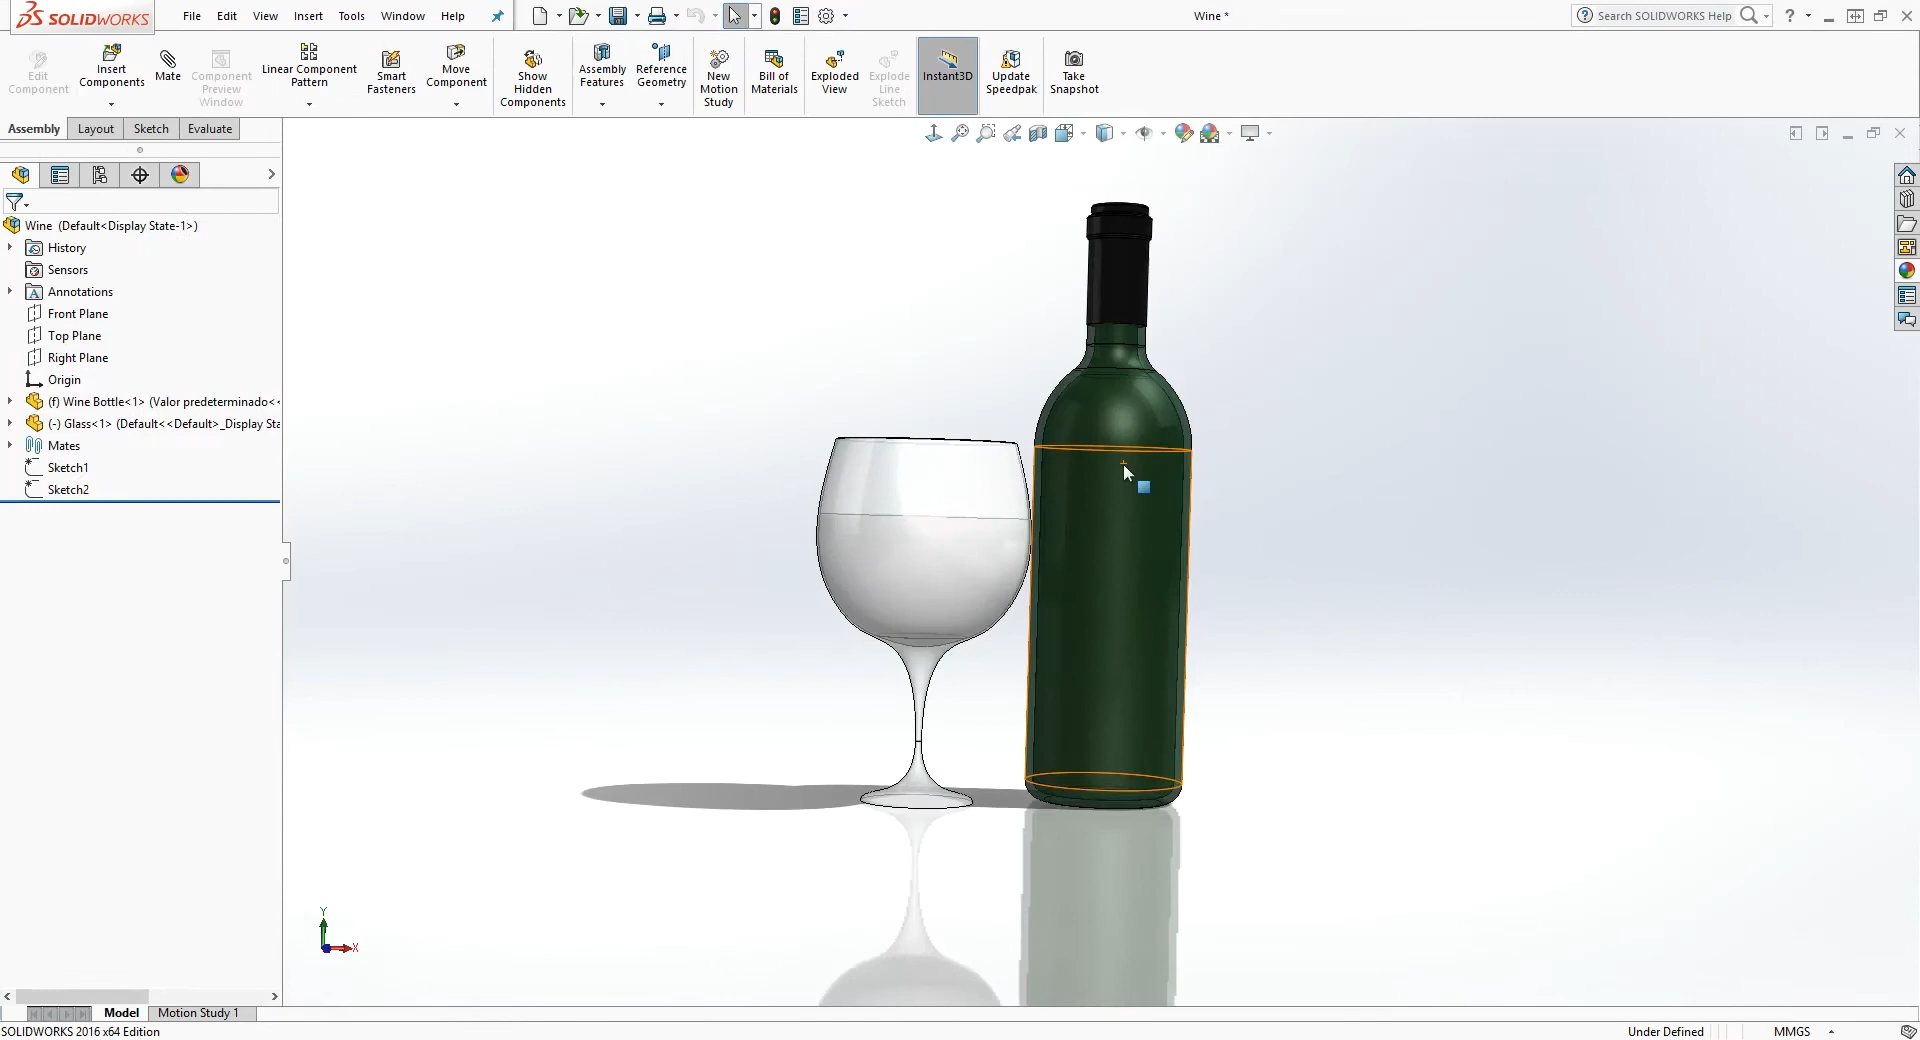 SOLIDWORKS
File Edit View Insert Tools Window Help
Wine *
Search SOLIDWORKS Help
?
Edit
Component
Insert
Components
Mate
Component
Preview
Window
Linear Component
Pattern
Smart
Fasteners
Move
Component
Show
Hidden
Components
Assembly
Features
Reference
Geometry
New
Motion
Study
Bill of
Materials
Exploded
View
Explode
Line
Sketch
Instant3D
Update
Speedpak
Take
Snapshot
Assembly Layout Sketch Evaluate
Wine (Default<Display State-1>)
History
Sensors
A Annotations
Front Plane
Top Plane
Right Plane
Origin
(f) Wine Bottle<1> (Valor predeterminado<<
(-) Glass<1> (Default<<Default>_Display Sta
Mates
Sketch1
Sketch2
Y
X
Model Motion Study 1
SOLIDWORKS 2016 x64 Edition
Under Defined MMGS